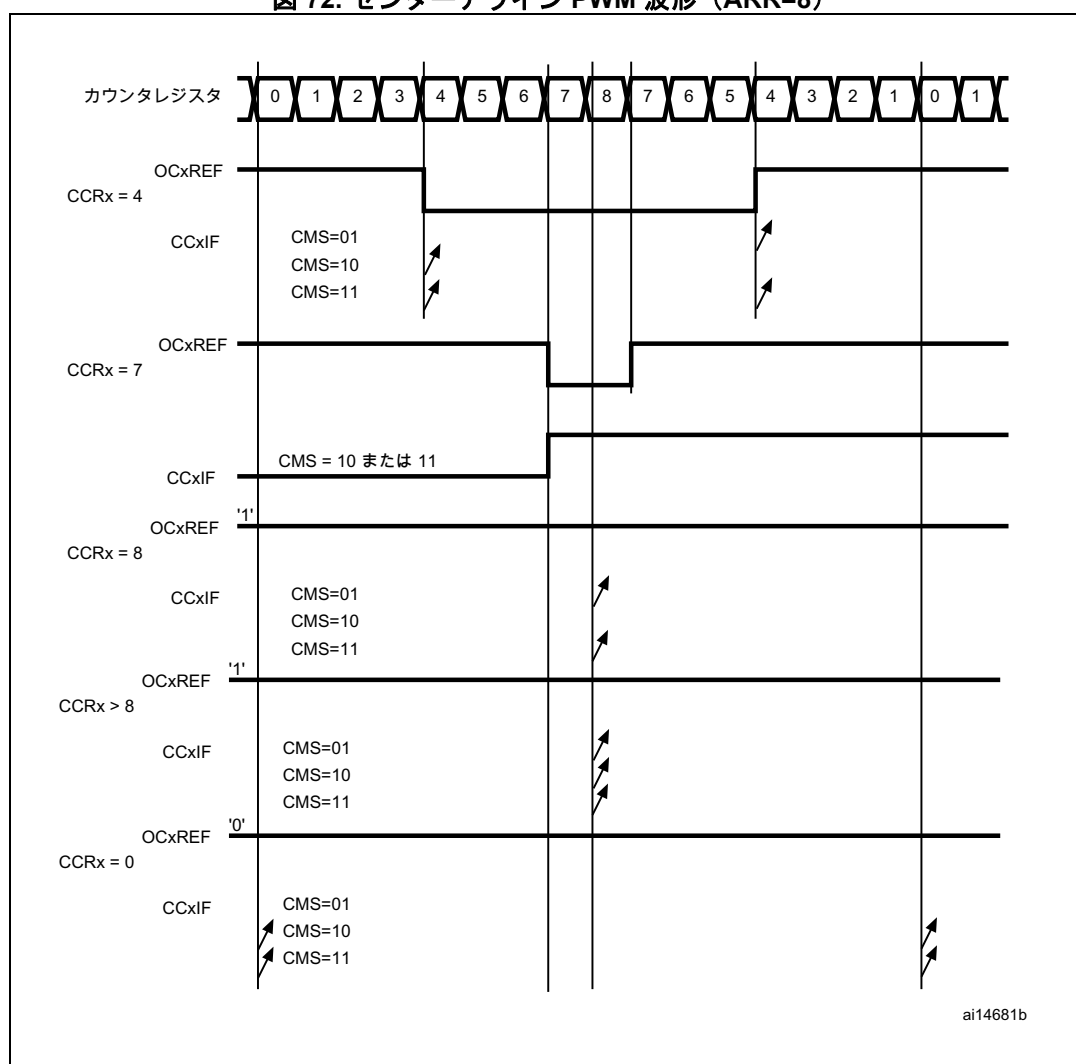 図 72. センターアライン PWM 波形（ARR=8）
カウンタレジスタ 0 1 2 3 4 5 6 7 8 7 6 5 4 3 2 1 0 1
OCxREF
CCRx = 4
CCxIF
CMS=01
CMS=10
CMS=11
OCxREF
CCRx = 7
CMS = 10 または 11
CCxIF
'1'
OCxREF
CCRx = 8
CCxIF
CMS=01
CMS=10
CMS=11
'1'
OCxREF
CCRx > 8
CCxIF
CMS=01
CMS=10
CMS=11
'0'
OCxREF
CCRx = 0
CCxIF
CMS=01
CMS=10
CMS=11
ai14681b